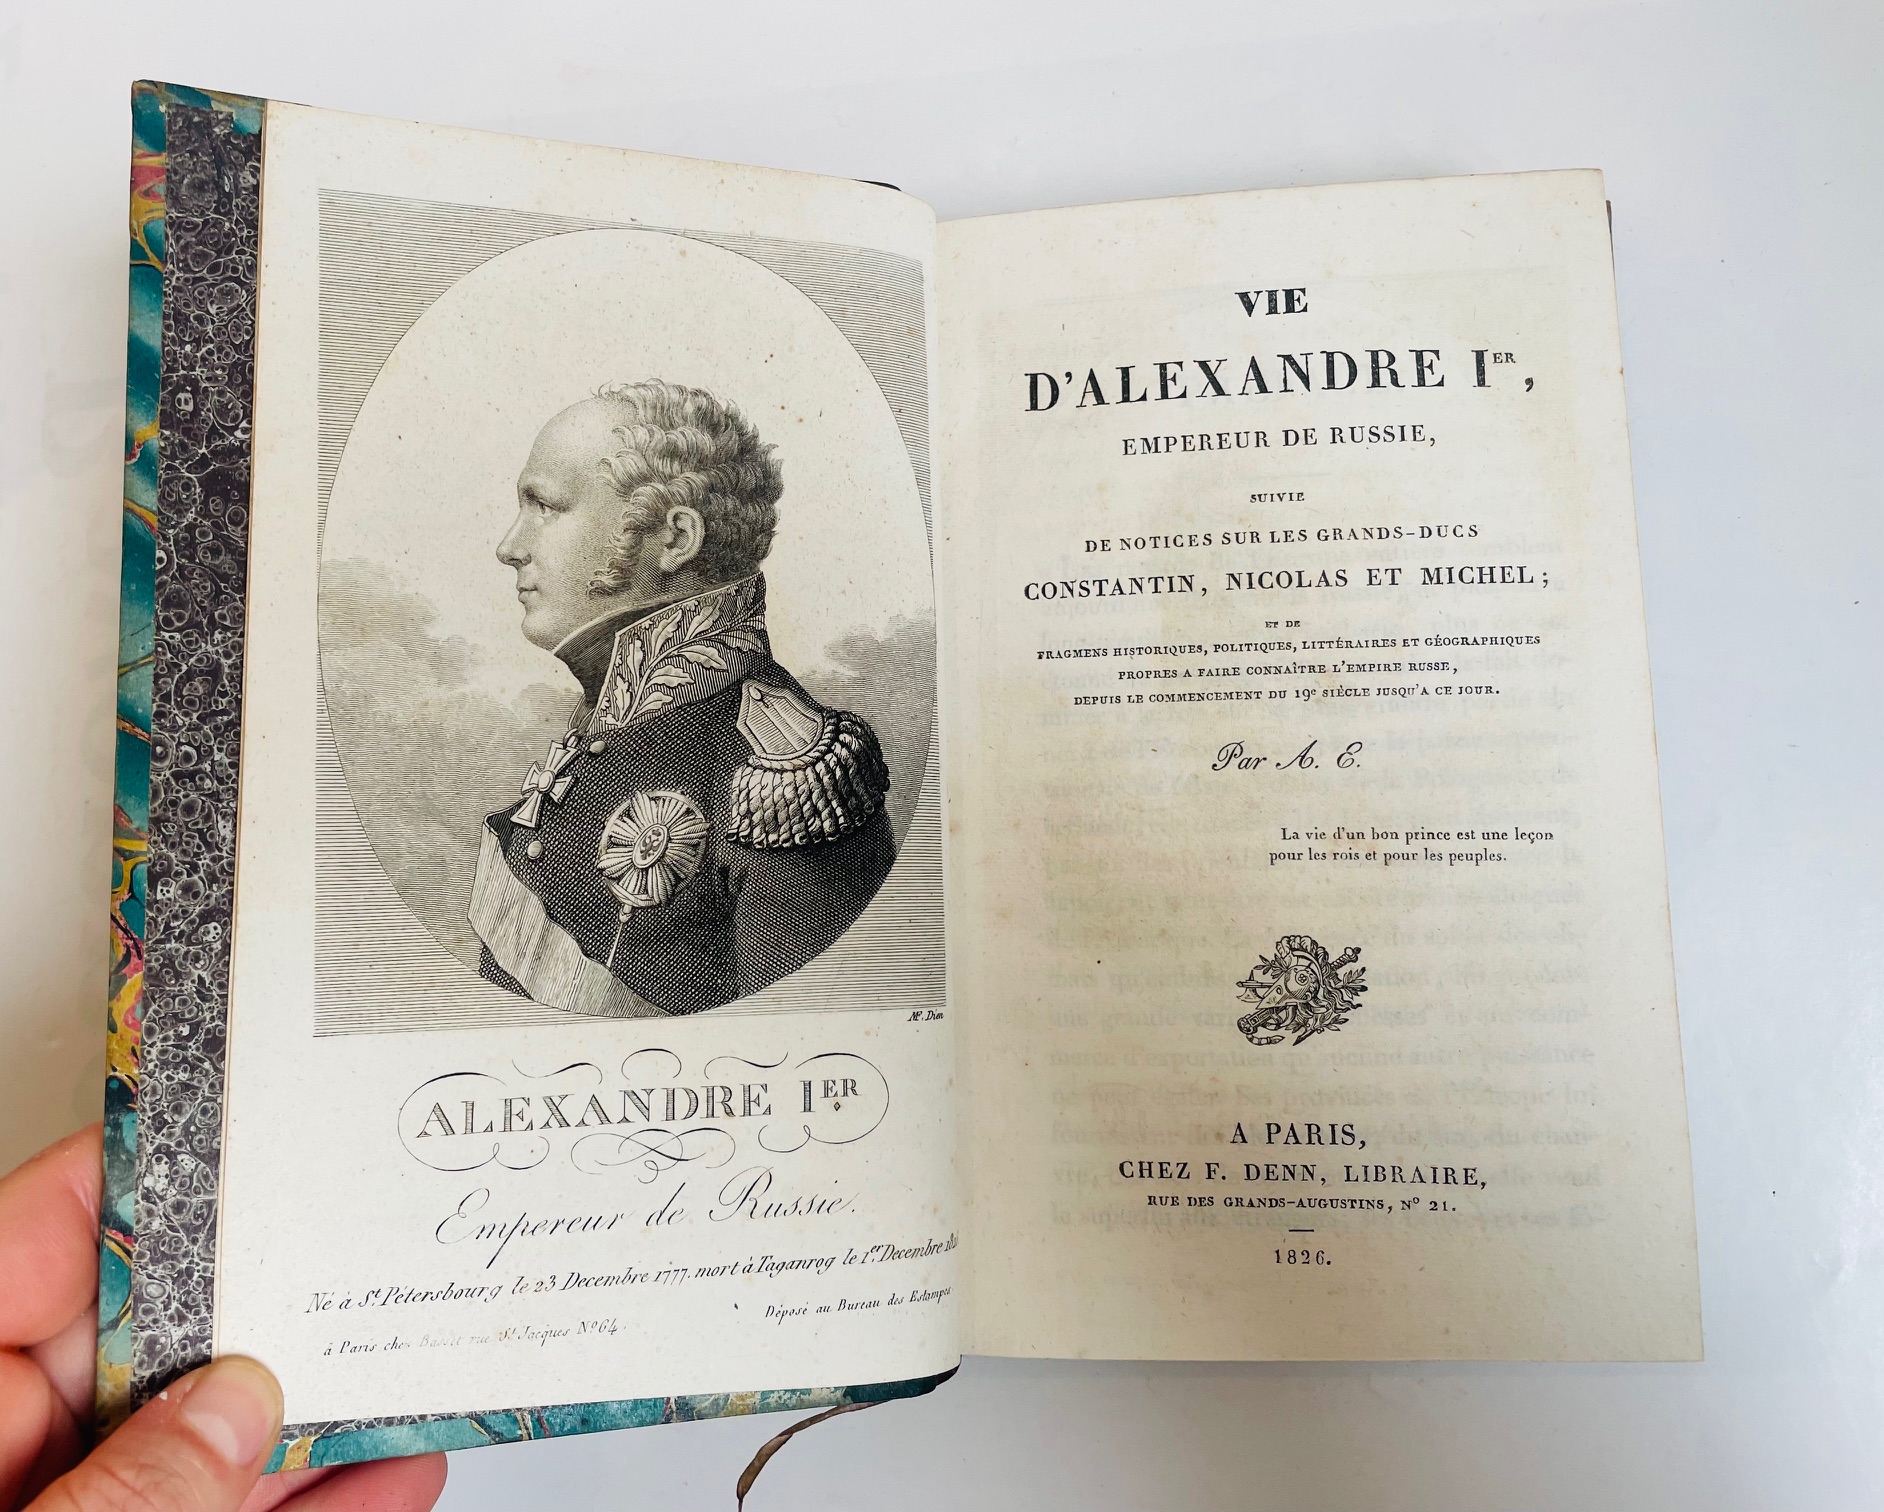 ME. Dien
ALEXANDRE IER
Empereur de Russie.
Né à St. Pétersbourg le 23 Decembre 1777. mort à Taganrog le 1er. Decembre
à Paris chez Basset rue St. Jacques No. 64.
Déposé au Bureau des Estampes.
VIE
D'ALEXANDRE IER,
EMPEREUR DE RUSSIE,
SUIVIE
DE NOTICES SUR LES GRANDS-DUCS
CONSTANTIN, NICOLAS ET MICHEL;
ET DE
FRAGMENS HISTORIQUES, POLITIQUES, LITTÉRAIRES ET GÉOGRAPHIQUES
PROPRES A FAIRE CONNAÎTRE L'EMPIRE RUSSE,
DEPUIS LE COMMENCEMENT DU 19e SIÈCLE JUSQU'A CE JOUR.
Par A. E.
La vie d'un bon prince est une leçon
pour les rois et pour les peuples.
A PARIS,
CHEZ F. DENN, LIBRAIRE,
RUE DES GRANDS-AUGUSTINS, No 21.
1826.